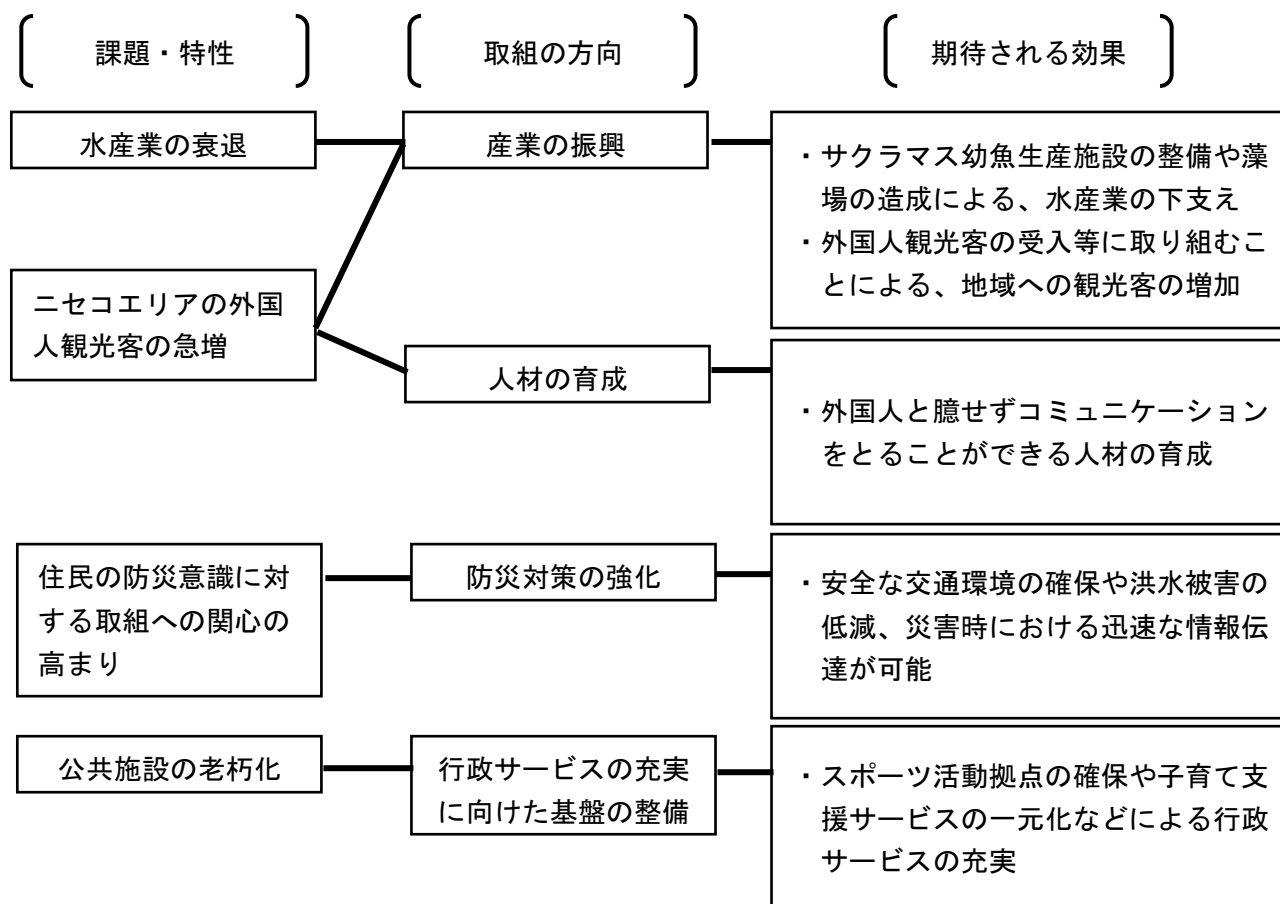 課題・特性
取組の方向
期待される効果
水産業の衰退
産業の振興
・サクラマス幼魚生産施設の整備や藻
場の造成による、水産業の下支え
・外国人観光客の受入等に取り組むこ
とによる、地域への観光客の増加
ニセコエリアの外国
人観光客の急増
人材の育成
・外国人と臆せずコミュニケーション
をとることができる人材の育成
住民の防災意識に対
する取組への関心の
高まり
防災対策の強化
・安全な交通環境の確保や洪水被害の
低減、災害時における迅速な情報伝
達が可能
公共施設の老朽化
行政サービスの充実
に向けた基盤の整備
・スポーツ活動拠点の確保や子育て支
援サービスの一元化などによる行政
サービスの充実